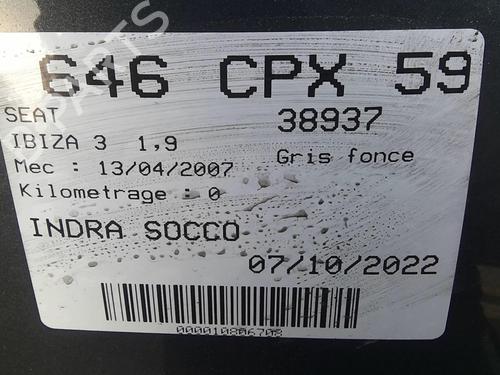 646 CPX 59
SEAT
38937
IBIZA 3 1,9
Gris fonce
Mec : 13/04/2007
Kilometrage : 0
INDRA SOCCO
07/10/2022
000010806708